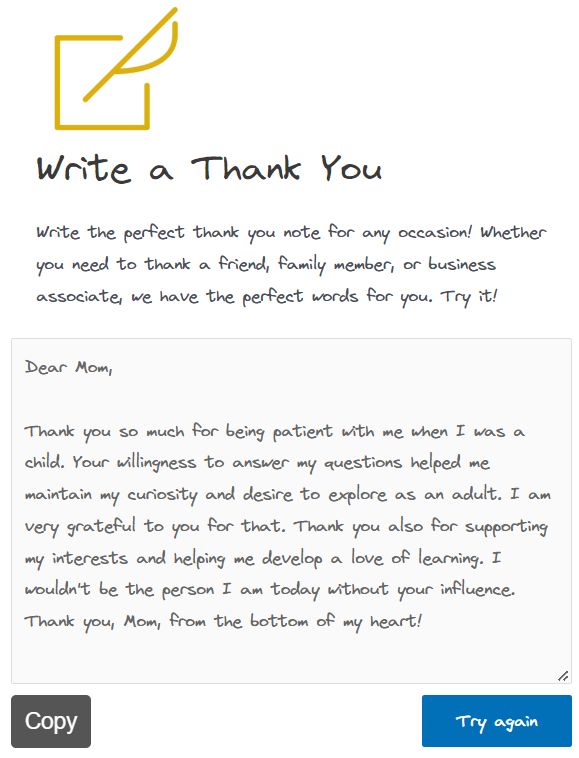 Write a Thank You
Write the perfect thank you note for any occasion! Whether
you need to thank a friend, family member, or business
associate, we have the perfect words for you. Try it!
Dear Mom,
Thank you so much for being patient with me when I was a
child. Your willingness to answer my questions helped me
maintain my curiosity and desire to explore as an adult. I am
very grateful to you for that. Thank you also for supporting
my interests and helping me develop a love of learning. I
wouldn't be the person I am today without your influence.
Thank you, Mom, from the bottom of my heart!
Copy
Try again